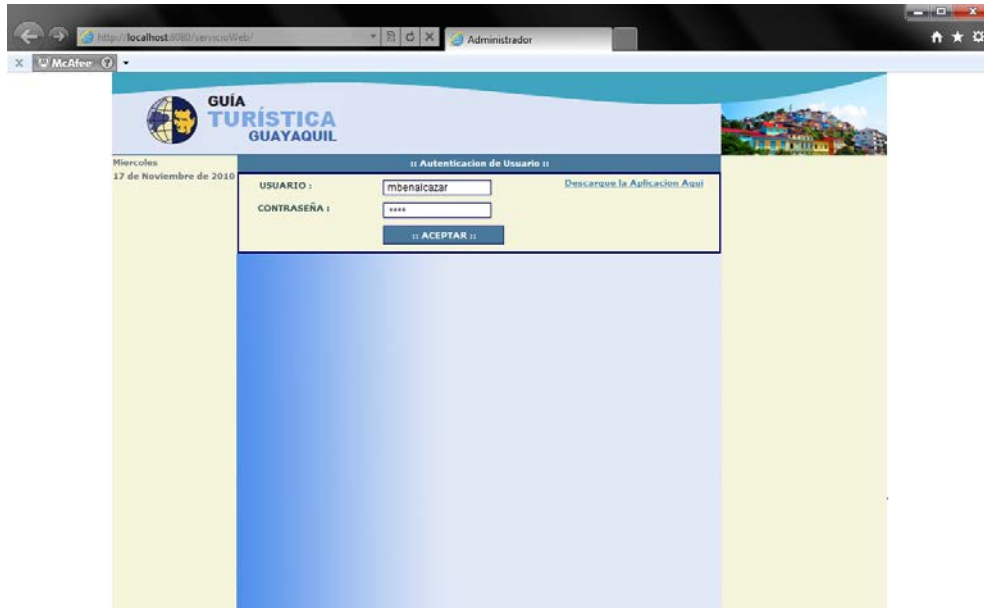 http://localhost:8080/servicioWeb/
Administrador
X McAfee ?
GUÍA
TURÍSTICA
GUAYAQUIL
Miercoles
17 de Noviembre de 2010
:: Autenticacion de Usuario ::
USUARIO :
mbenalcazar
Descargue la Aplicacion Aqui
CONTRASEÑA :
****
:: ACEPTAR ::